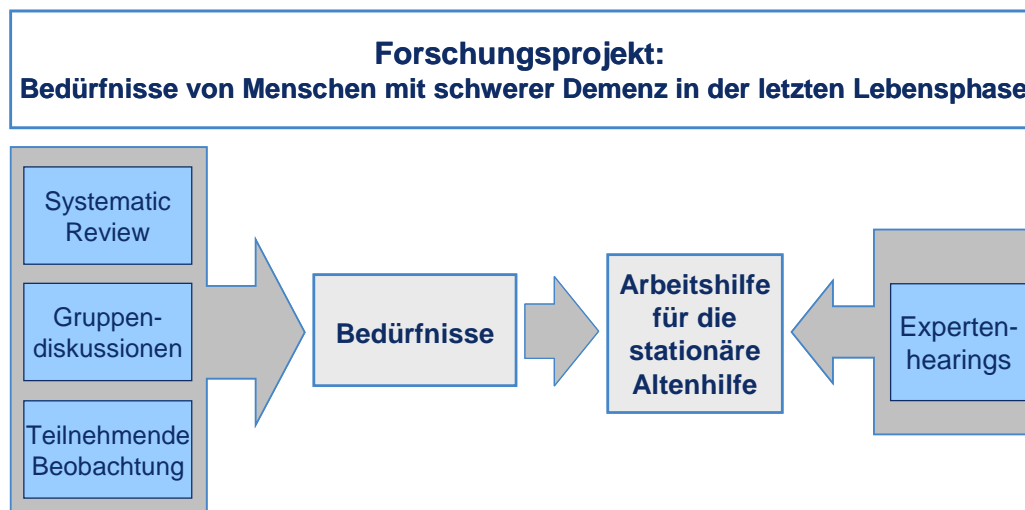 Forschungsprojekt:
Bedürfnisse von Menschen mit schwerer Demenz in der letzten Lebensphase
Systematic
Review
Gruppen-
diskussionen
Teilnehmende
Beobachtung
Bedürfnisse
Arbeitshilfe
für die
stationäre
Altenhilfe
Experten-
hearings